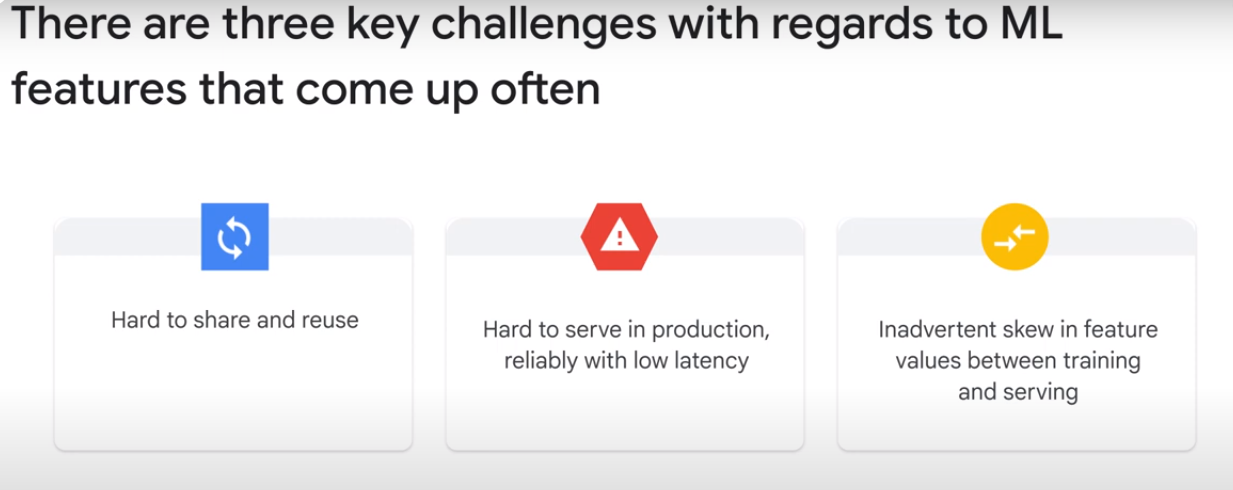 There are three key challenges with regards to ML
features that come up often
Hard to share and reuse
Hard to serve in production,
reliably with low latency
Inadvertent skew in feature
values between training
and serving